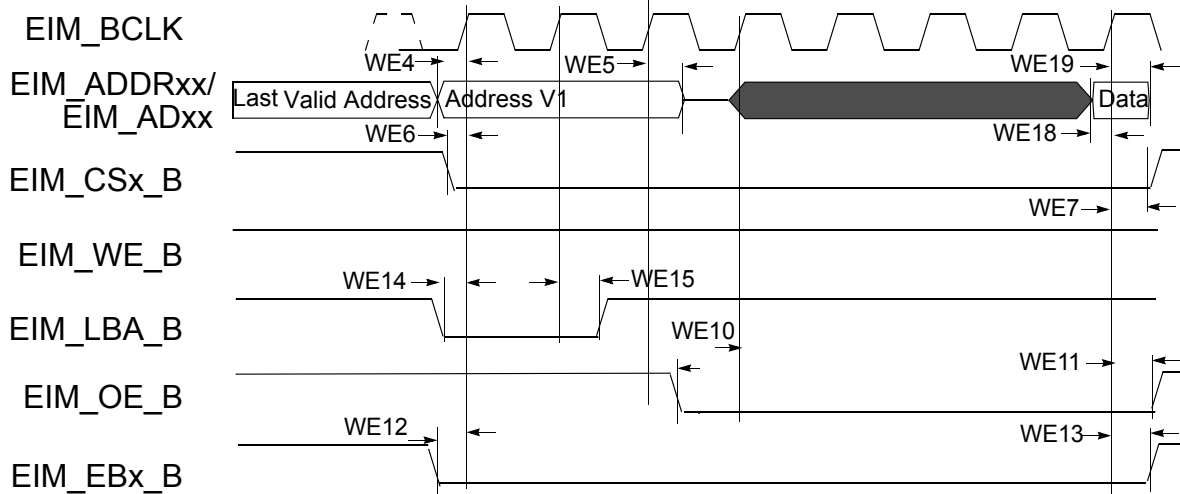 EIM_BCLK
WE4
WE5
WE19
EIM_ADDRxx/
EIM_ADxx
Last Valid Address
Address V1
Data
WE6
WE18
EIM_CSx_B
WE7
EIM_WE_B
WE14
WE15
EIM_LBA_B
WE10
WE11
EIM_OE_B
WE12
WE13
EIM_EBx_B